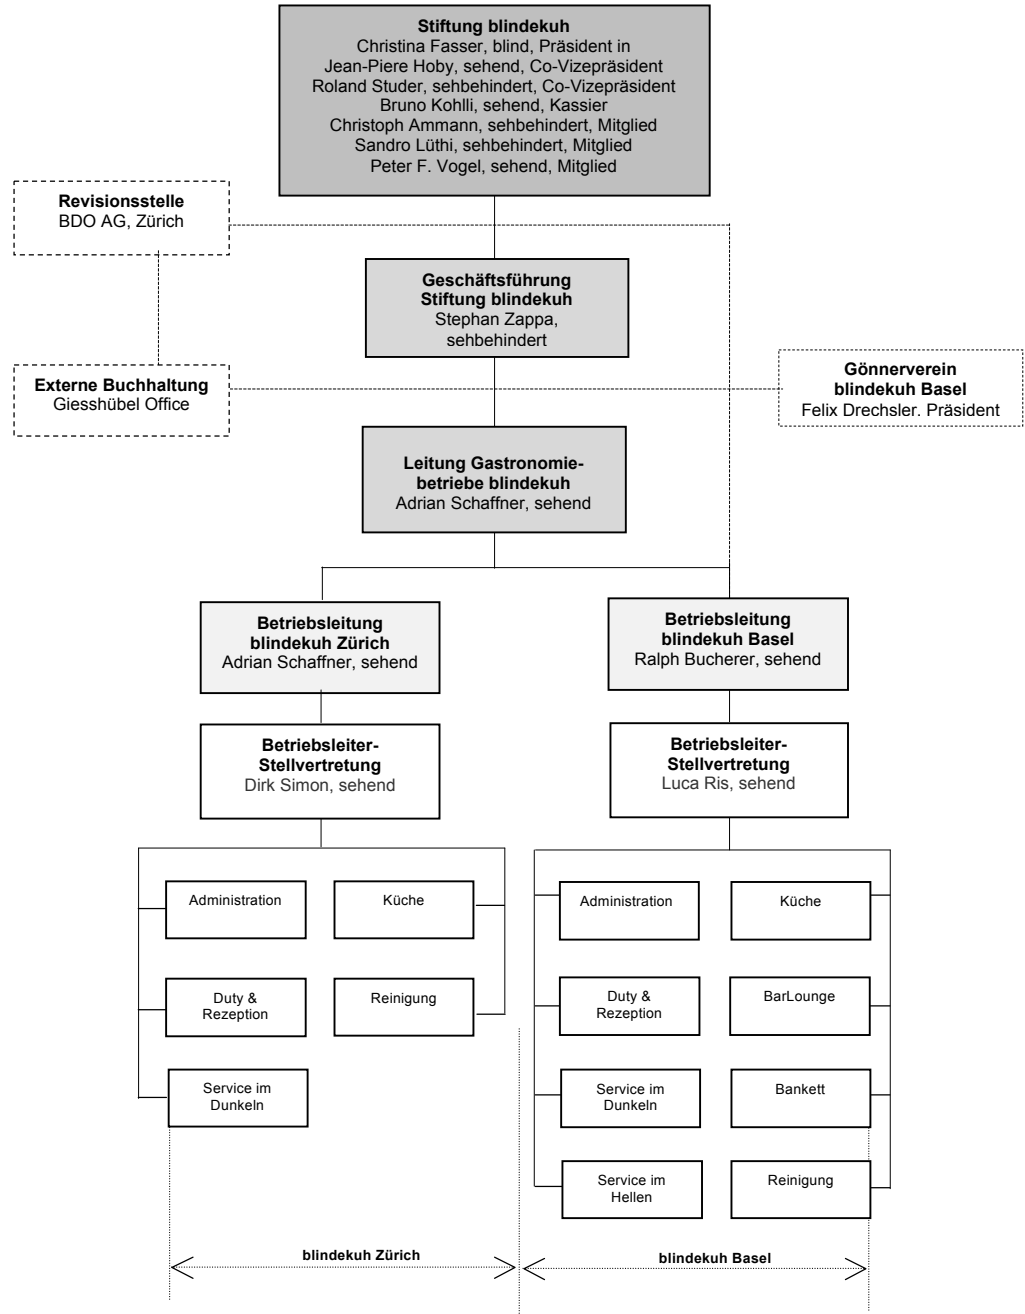 Stiftung blindekuh
Christina Fasser, blind, Präsident in
Jean-Piere Hoby, sehend, Co-Vizepräsident
Roland Studer, sehbehindert, Co-Vizepräsident
Bruno Kohlli, sehend, Kassier
Christoph Ammann, sehbehindert, Mitglied
Sandro Lüthi, sehbehindert, Mitglied
Peter F. Vogel, sehend, Mitglied
Revisionsstelle
BDO AG, Zürich
Geschäftsführung
Stiftung blindekuh
Stephan Zappa,
sehbehindert
Externe Buchhaltung
Giesshübel Office
Gönnerverein
blindekuh Basel
Felix Drechsler. Präsident
Leitung Gastronomie-
betriebe blindekuh
Adrian Schaffner, sehend
Betriebsleitung
blindekuh Zürich
Adrian Schaffner, sehend
Betriebsleitung
blindekuh Basel
Ralph Bucherer, sehend
Betriebsleiter-
Stellvertretung
Dirk Simon, sehend
Betriebsleiter-
Stellvertretung
Luca Ris, sehend
Administration
Küche
Duty &
Rezeption
Reinigung
Service im
Dunkeln
Administration
Küche
Duty &
Rezeption
BarLounge
Service im
Dunkeln
Bankett
Service im
Hellen
Reinigung
blindekuh Zürich
blindekuh Basel